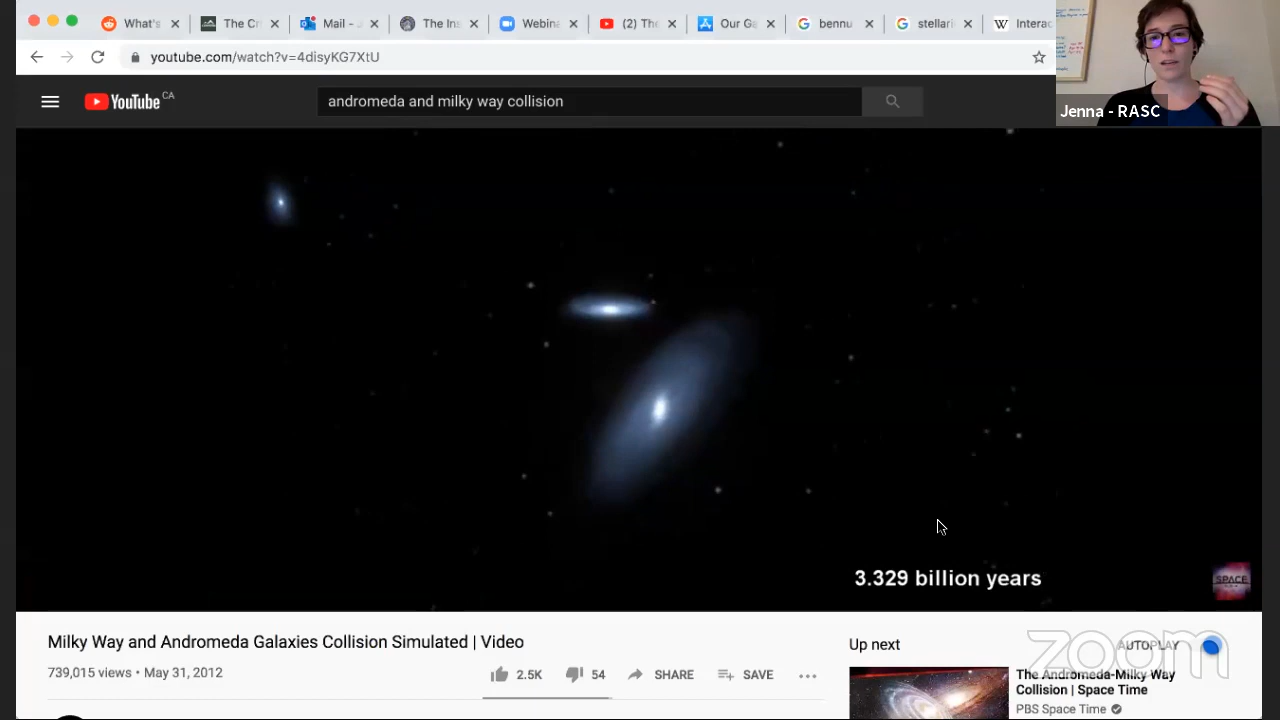 What's
The Cr
Mail -
The Ins
Webina
(2) The
Our Ga
bennu
stellari
Interac
youtube.com/watch?v=4disyKG7XtU
YouTube CA
andromeda and milky way collision
Jenna - RASC
3.329 billion years
SPACE
Milky Way and Andromeda Galaxies Collision Simulated | Video
739,015 views • May 31, 2012
2.5K
54
SHARE
SAVE
Up next
AUTOPLAY
zoom
The Andromeda-Milky Way
Collision | Space Time
PBS Space Time